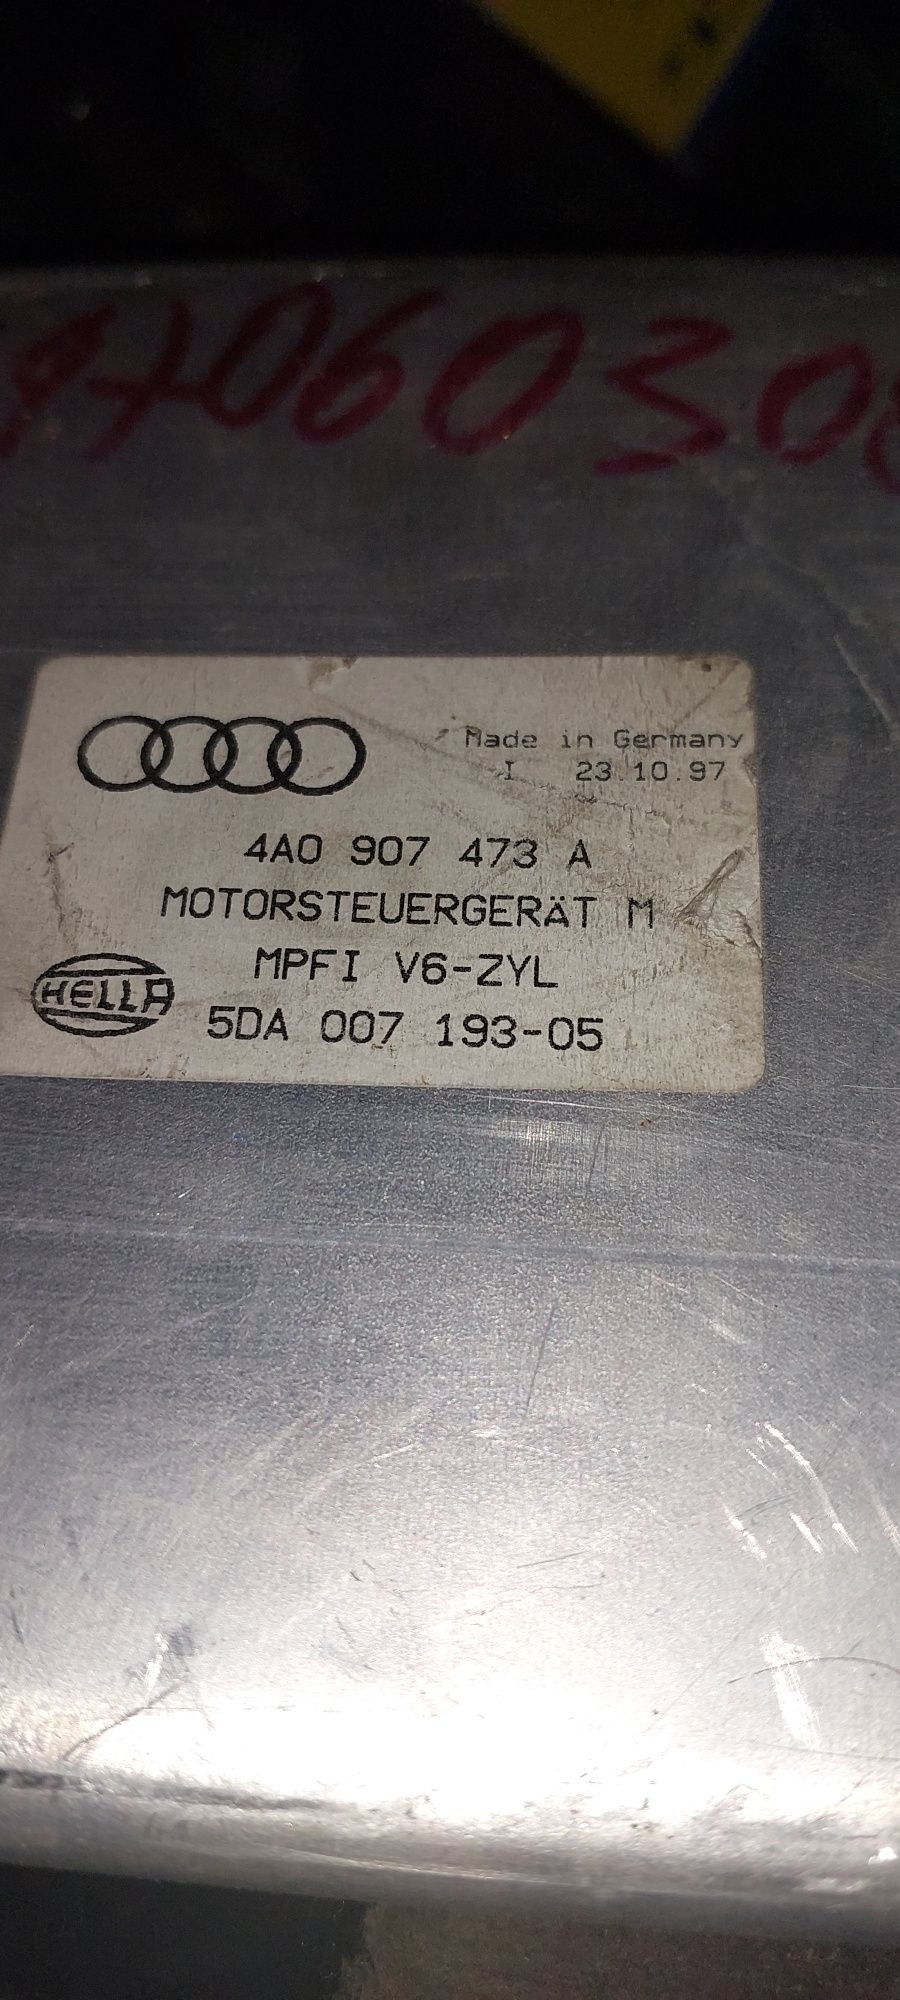 Made in Germany
I 23.10.97
4A0 907 473 A
MOTORSTEUERGERÄT M
MPFI V6-ZYL
HELLA
5DA 007 193-05